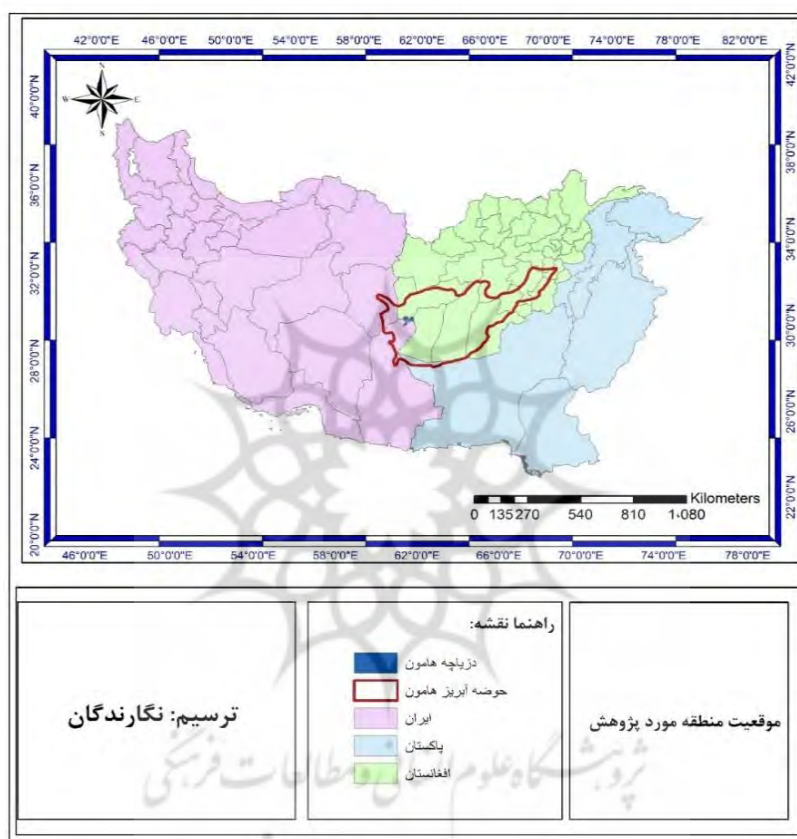 42°0'0"E 46°0'0"E 50°0'0"E 54°0'0"E 58°0'0"E 62°0'0"E 66°0'0"E 70°0'0"E 74°0'0"E 78°0'0"E 82°0'0"E
N
W E
S
40°0'0"N
36°0'0"N
32°0'0"N
28°0'0"N
24°0'0"N
20°0'0"N
42°0'0"N
38°0'0"N
34°0'0"N
30°0'0"N
26°0'0"N
22°0'0"N
Kilometers
0 135 270 540 810 1٬080
46°0'0"E 50°0'0"E 54°0'0"E 58°0'0"E 62°0'0"E 66°0'0"E 70°0'0"E 74°0'0"E 78°0'0"E
موقعیت منطقه مورد پژوهش
راهنما نقشه:
دریاچه هامون
حوضه آبریز هامون
ایران
پاکستان
افغانستان
ترسیم: نگارندگان
پژوهشگاه علوم انسانی و مطالعات فرهنگی